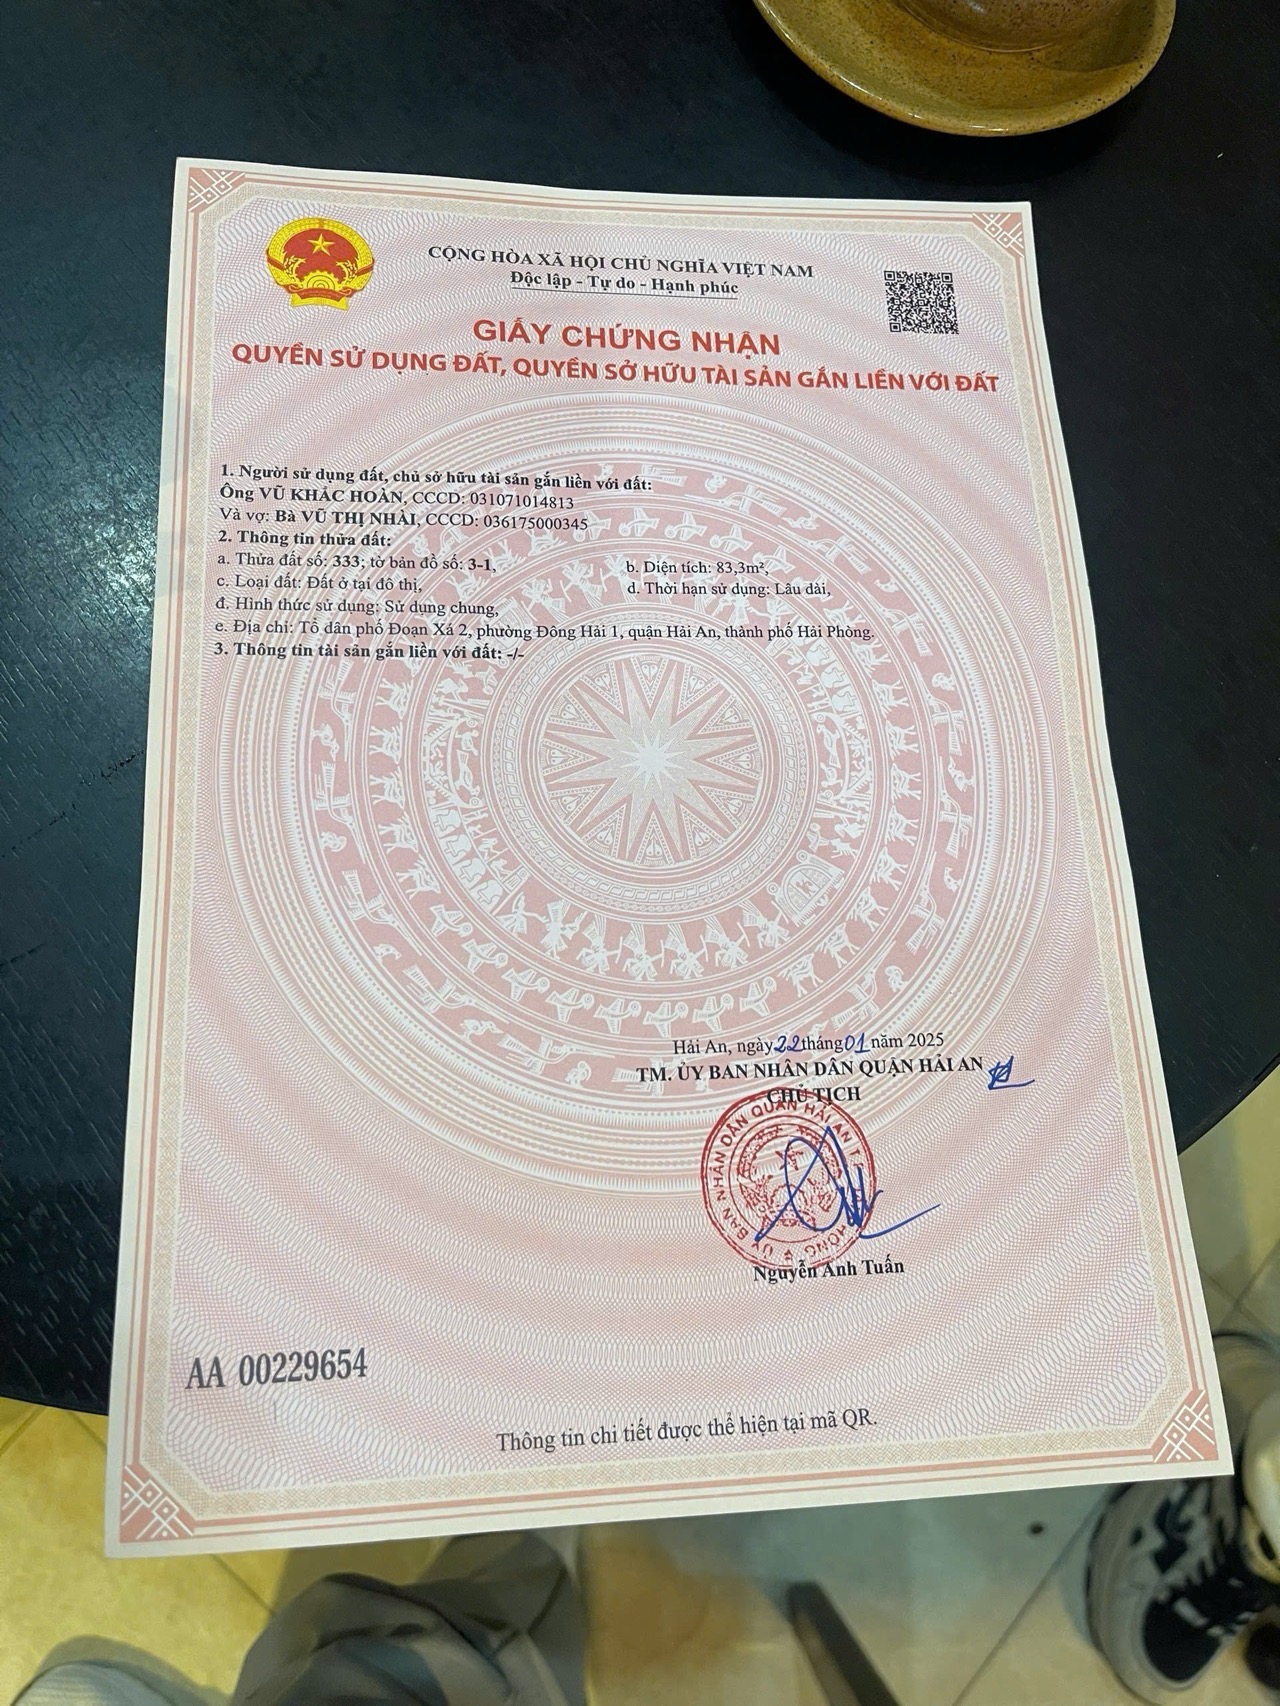 CỘNG HÒA XÃ HỘI CHỦ NGHĨA VIỆT NAM
Độc lập - Tự do - Hạnh phúc
GIẤY CHỨNG NHẬN
QUYỀN SỬ DỤNG ĐẤT, QUYỀN SỞ HỮU TÀI SẢN GẮN LIỀN VỚI ĐẤT
1. Người sử dụng đất, chủ sở hữu tài sản gắn liền với đất:
Ông VŨ KHẮC HOÀN, CCCD: 031071014813
Và vợ: Bà VŨ THỊ NHÀI, CCCD: 036175000345
2. Thông tin thửa đất:
a. Thửa đất số: 333; tờ bản đồ số: 3-1, b. Diện tích: 83,3m²,
c. Loại đất: Đất ở tại đô thị, d. Thời hạn sử dụng: Lâu dài,
đ. Hình thức sử dụng: Sử dụng chung,
e. Địa chỉ: Tổ dân phố Đoạn Xá 2, phường Đông Hải 1, quận Hải An, thành phố Hải Phòng.
3. Thông tin tài sản gắn liền với đất: -/-
Hải An, ngày 22 tháng 01 năm 2025
TM. ỦY BAN NHÂN DÂN QUẬN HẢI AN
CHỦ TỊCH
ỦY BAN NHÂN DÂN QUẬN HẢI AN
Nguyễn Anh Tuấn
AA 00229654
Thông tin chi tiết được thể hiện tại mã QR.